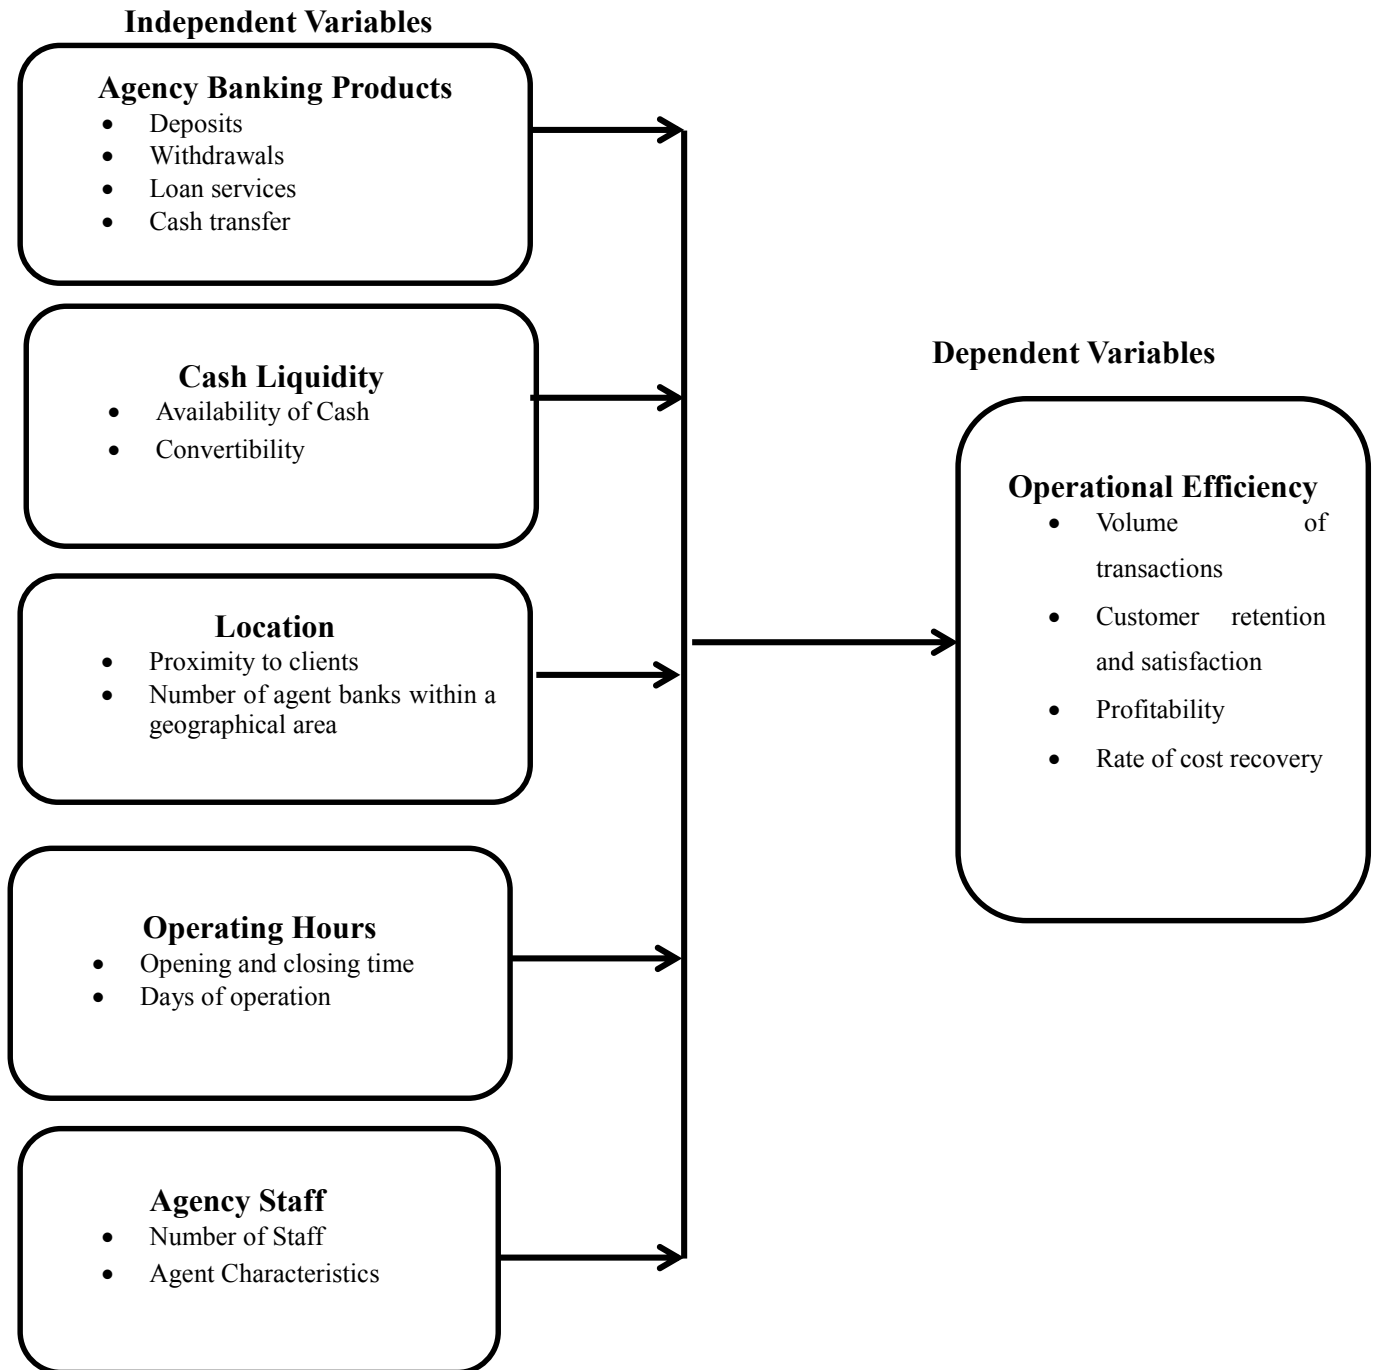 Independent Variables
Agency Banking Products
• Deposits
• Withdrawals
• Loan services
• Cash transfer
Cash Liquidity
• Availability of Cash
• Convertibility
Location
• Proximity to clients
• Number of agent banks within a
geographical area
Operating Hours
• Opening and closing time
• Days of operation
Agency Staff
• Number of Staff
• Agent Characteristics
Dependent Variables
Operational Efficiency
• Volume of
transactions
• Customer retention
and satisfaction
• Profitability
• Rate of cost recovery